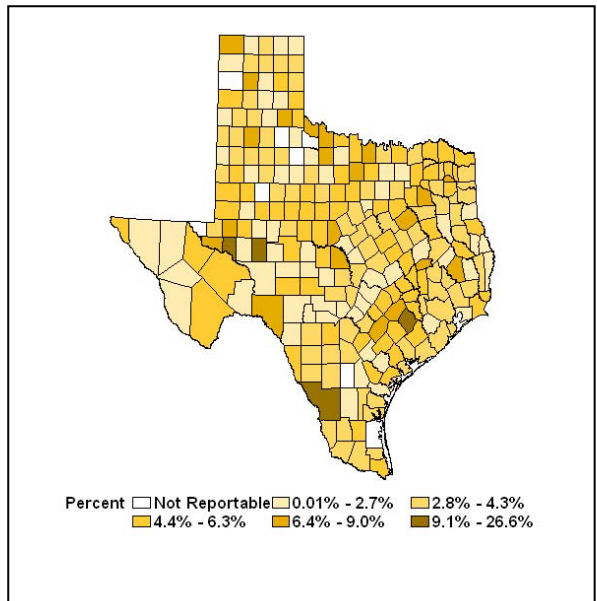 Percent Not Reportable 0.01% - 2.7% 2.8% - 4.3%
4.4% - 6.3% 6.4% - 9.0% 9.1% - 26.6%